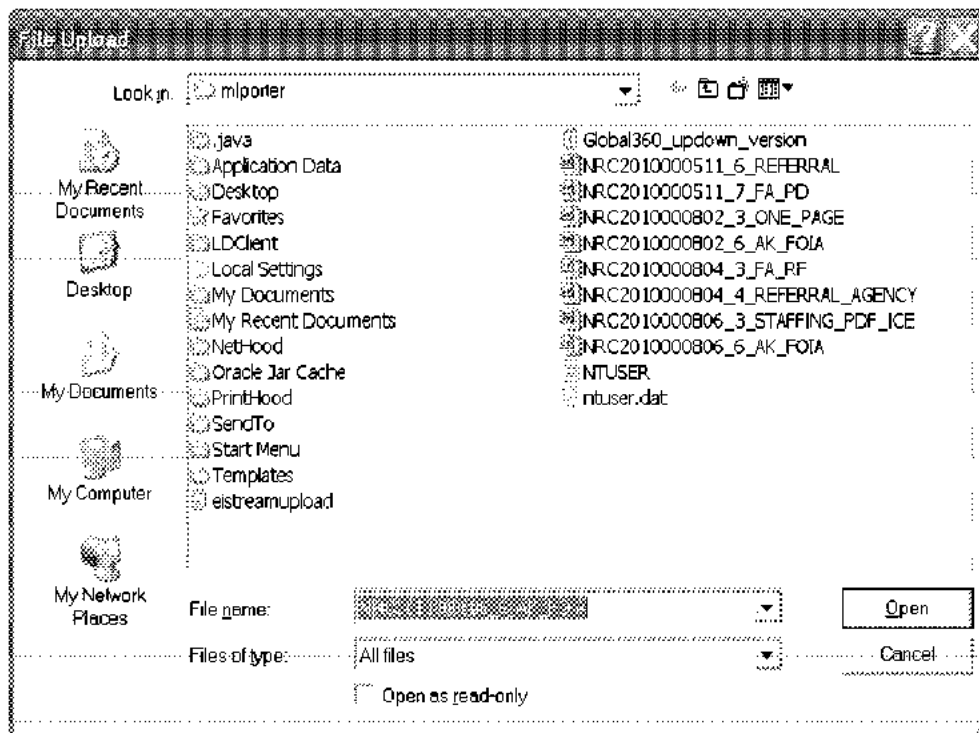 File Upload
Look in:
mlporter
My Recent
Documents
Desktop
My Documents
My Computer
My Network
Places
.java
Application Data
Desktop
Favorites
LDClient
Local Settings
My Documents
My Recent Documents
NetHood
Oracle Jar Cache
PrintHood
SendTo
Start Menu
Templates
eistreamupload
Global360_updown_version
NRC2010000511_6_REFERRAL
NRC2010000511_7_FA_PD
NRC2010000802_3_ONE_PAGE
NRC2010000802_6_AK_FOIA
NRC2010000804_3_FA_RF
NRC2010000804_4_REFERRAL_AGENCY
NRC2010000806_3_STAFFING_PDF_ICE
NRC2010000806_6_AK_FOIA
NTUSER
ntuser.dat
File name:
Open
Files of type:
All files
Cancel
Open as read-only